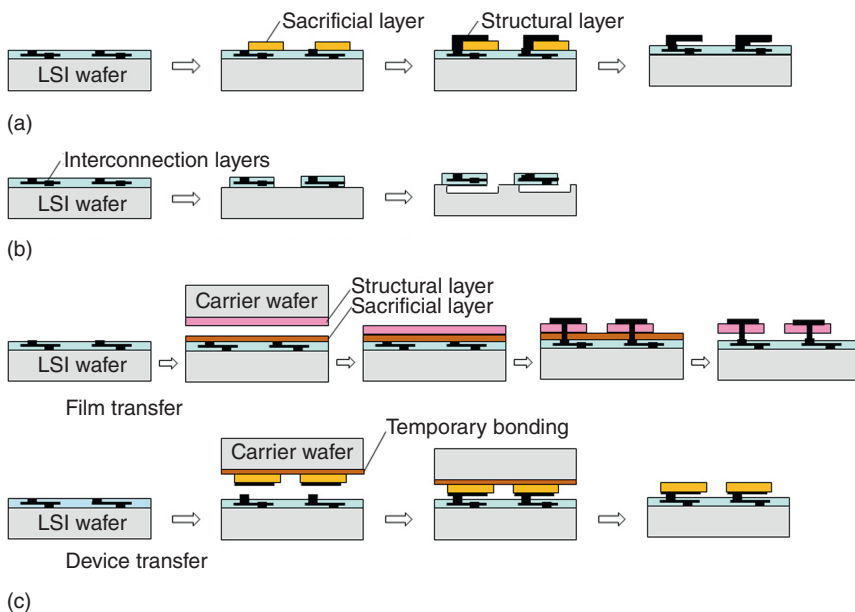 Sacrificial layer
Structural layer
LSI wafer
(a)
Interconnection layers
LSI wafer
(b)
Carrier wafer
Structural layer
Sacrificial layer
LSI wafer
Film transfer
Temporary bonding
Carrier wafer
LSI wafer
Device transfer
(c)